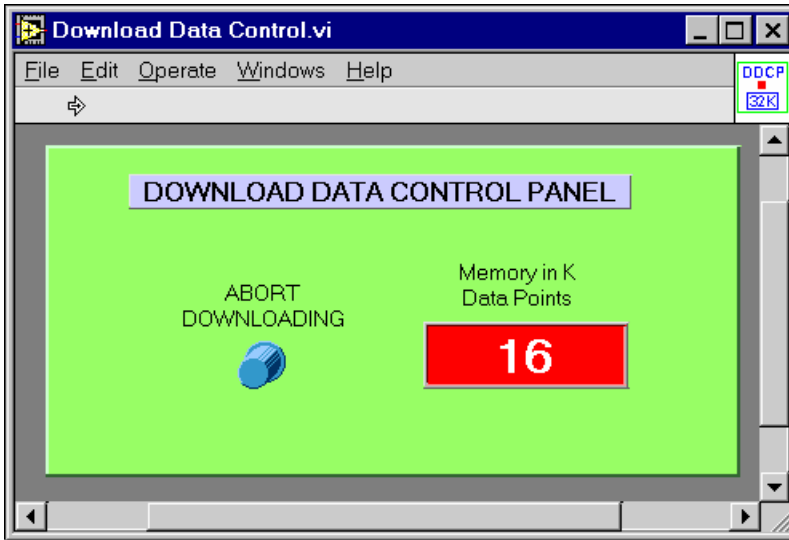 Download Data Control.vi
File Edit Operate Windows Help
DDCP
32K
DOWNLOAD DATA CONTROL PANEL
ABORT
DOWNLOADING
Memory in K
Data Points
16